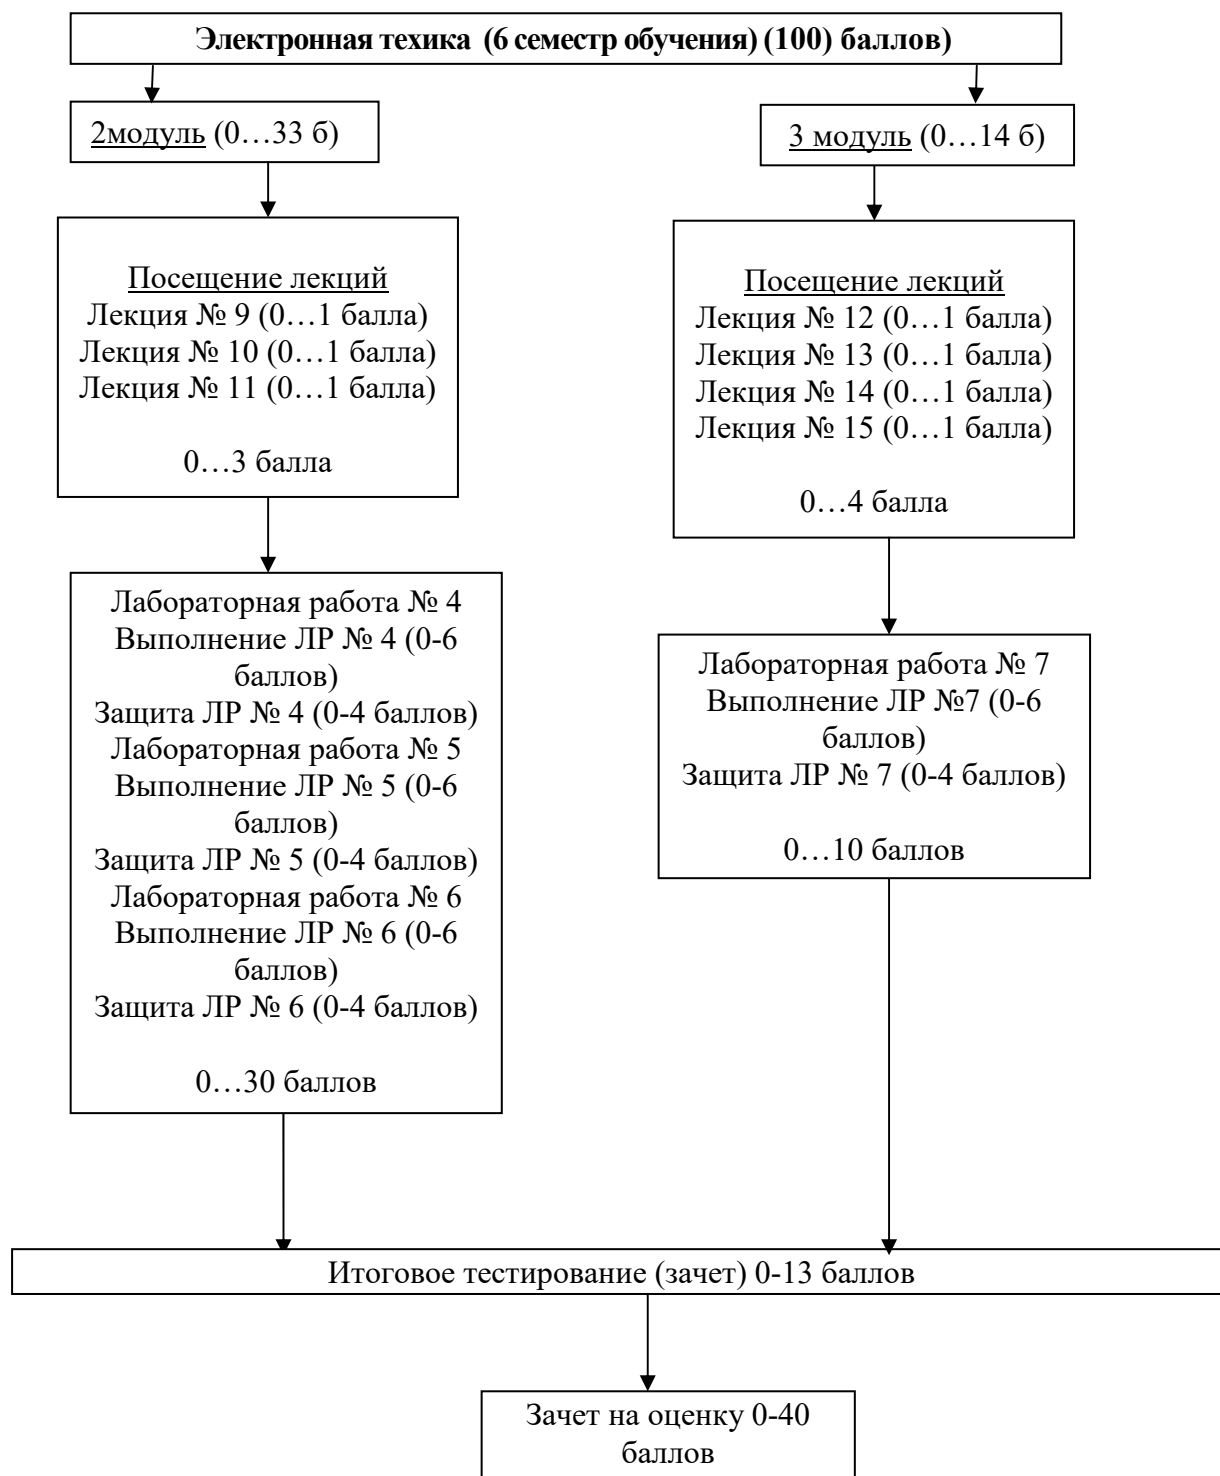 Электронная техика (6 семестр обучения) (100) баллов)
2модуль (0…33 б)
3 модуль (0…14 б)
Посещение лекций
Лекция № 9 (0…1 балла)
Лекция № 10 (0…1 балла)
Лекция № 11 (0…1 балла)
0…3 балла
Посещение лекций
Лекция № 12 (0…1 балла)
Лекция № 13 (0…1 балла)
Лекция № 14 (0…1 балла)
Лекция № 15 (0…1 балла)
0…4 балла
Лабораторная работа № 4
Выполнение ЛР № 4 (0-6
баллов)
Защита ЛР № 4 (0-4 баллов)
Лабораторная работа № 5
Выполнение ЛР № 5 (0-6
баллов)
Защита ЛР № 5 (0-4 баллов)
Лабораторная работа № 6
Выполнение ЛР № 6 (0-6
баллов)
Защита ЛР № 6 (0-4 баллов)
0…30 баллов
Лабораторная работа № 7
Выполнение ЛР №7 (0-6
баллов)
Защита ЛР № 7 (0-4 баллов)
0…10 баллов
Итоговое тестирование (зачет) 0-13 баллов
Зачет на оценку 0-40
баллов